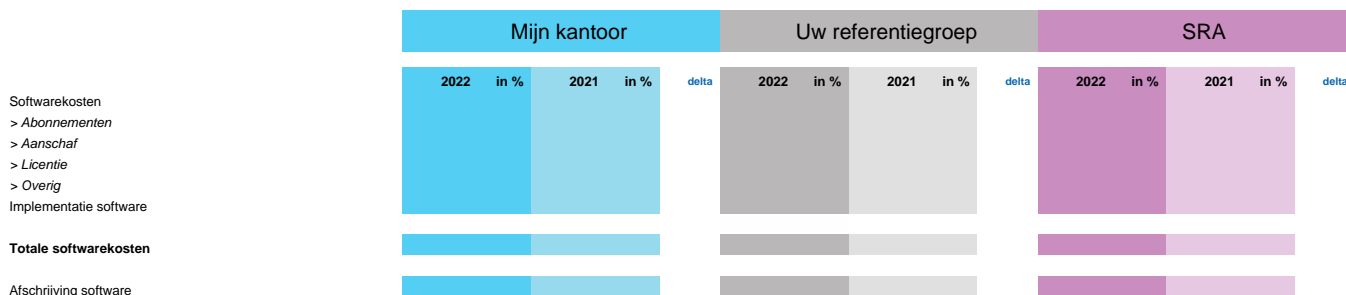 Mijn kantoor Uw referentiegroep SRA
2022 in % 2021 in % delta 2022 in % 2021 in % delta 2022 in % 2021 in % delta
Softwarekosten
> Abonnementen
> Aanschaf
> Licentie
> Overig
Implementatie software
Totale softwarekosten
Afschrijving software